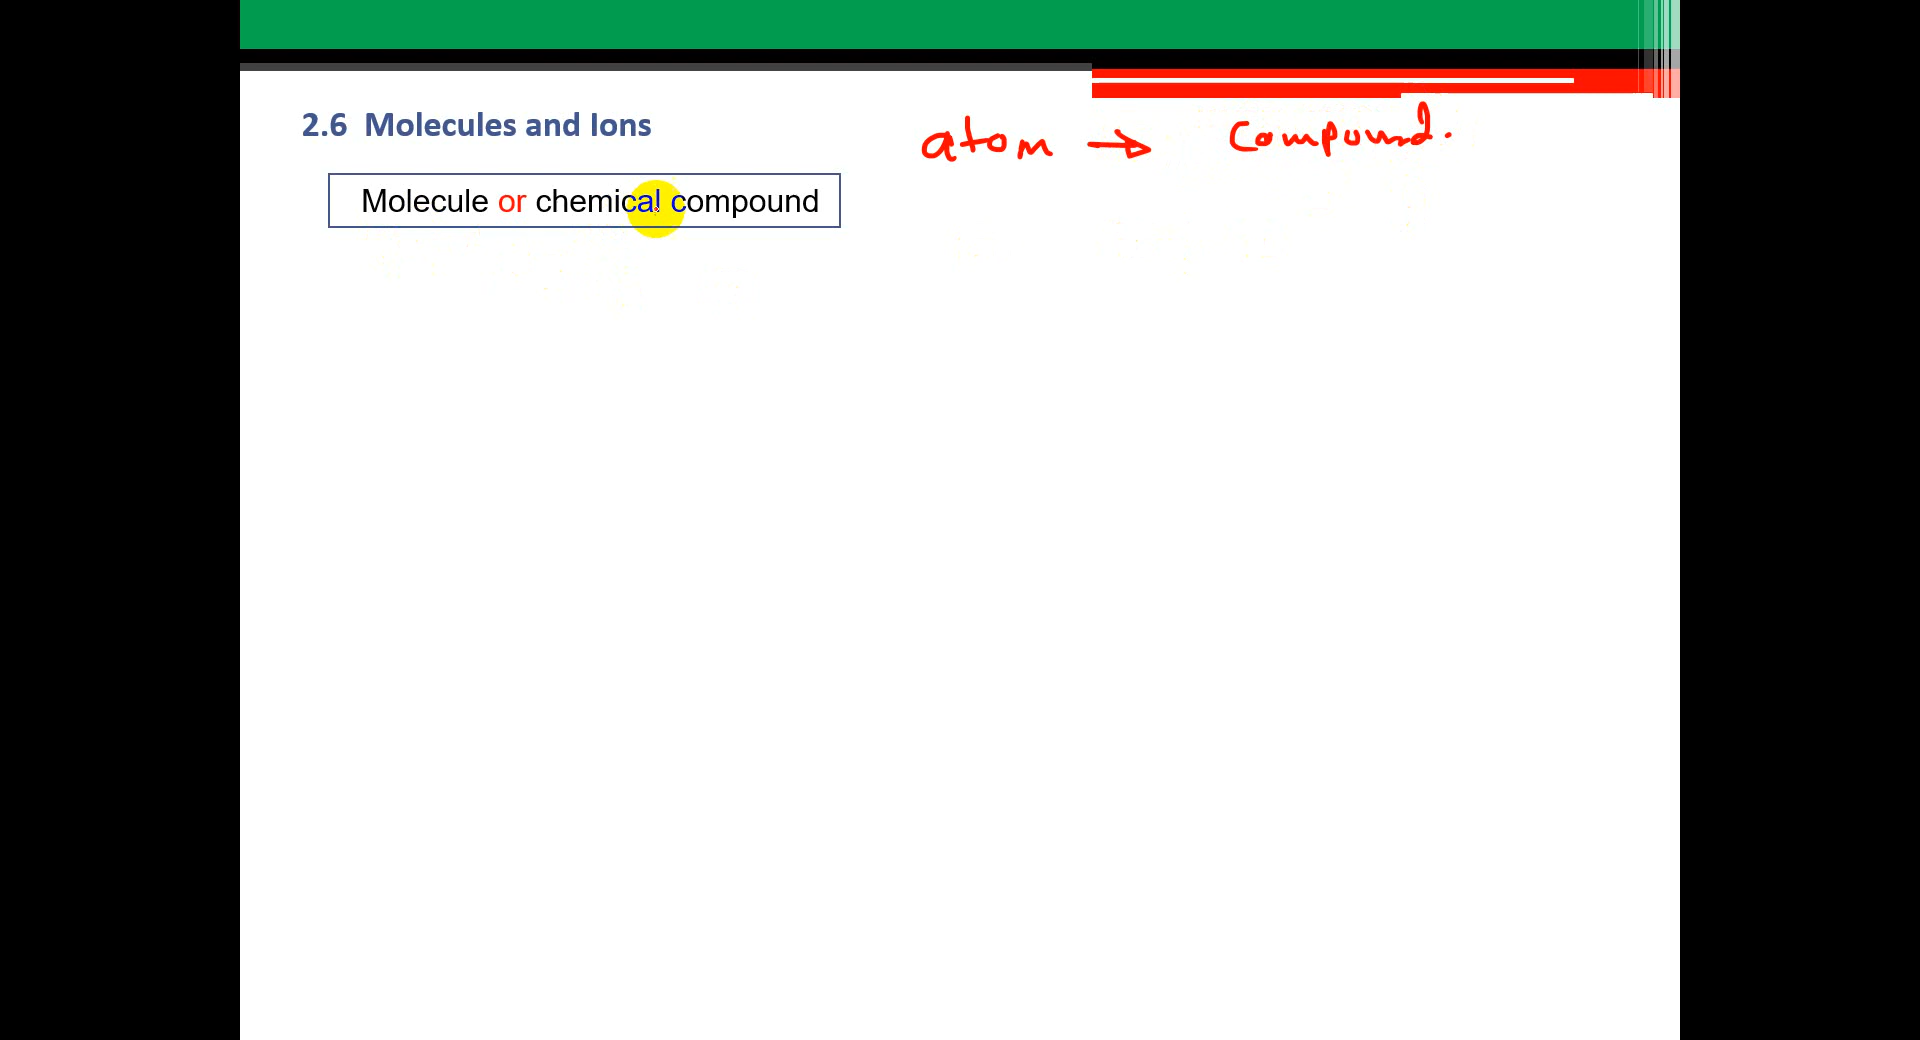 2.6 Molecules and Ions
atom → compound.
Molecule or chemical compound